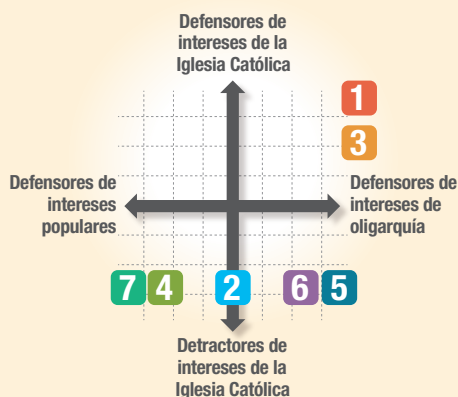 Defensores de
intereses de la
Iglesia Católica
1
3
Defensores de
intereses
populares
Defensores de
intereses de
oligarquía
7 4 2 6 5
Detractores de
intereses de la
Iglesia Católica